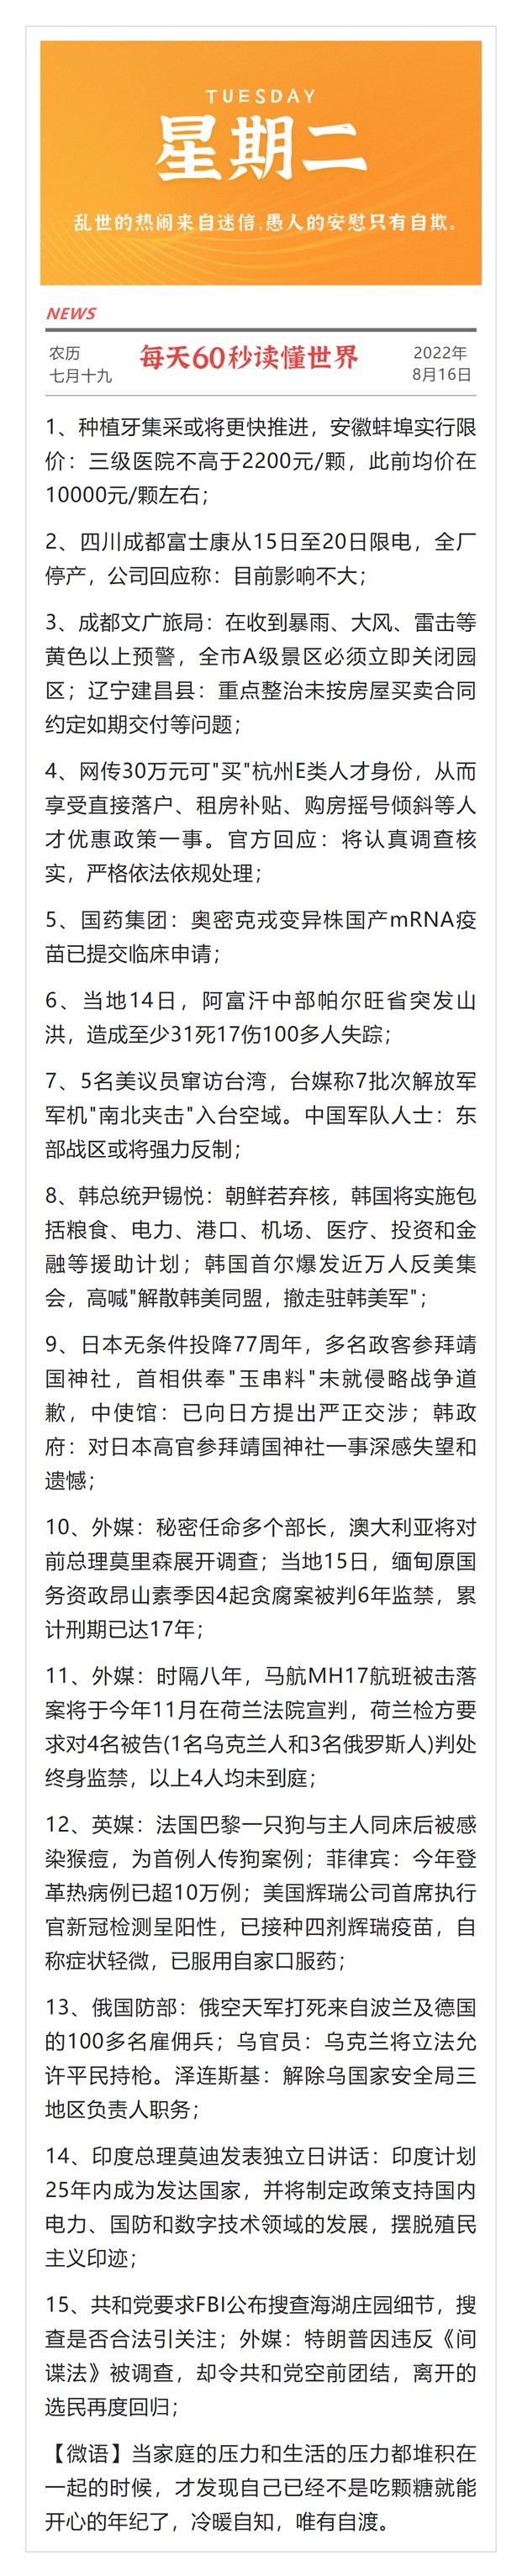 TUESDAY
星期二
乱世的热闹来自迷信,愚人的安慰只有自欺。
NEWS
农历
七月十九
每天60秒读懂世界
2022年
8月16日
1、种植牙集采或将更快推进，安徽蚌埠实行限
价：三级医院不高于2200元/颗，此前均价在
10000元/颗左右；
2、四川成都富士康从15日至20日限电，全厂
停产，公司回应称：目前影响不大；
3、成都文广旅局：在收到暴雨、大风、雷击等
黄色以上预警，全市A级景区必须立即关闭园
区；辽宁建昌县：重点整治未按房屋买卖合同
约定如期交付等问题；
4、网传30万元可"买"杭州E类人才身份，从而
享受直接落户、租房补贴、购房摇号倾斜等人
才优惠政策一事。官方回应：将认真调查核
实，严格依法依规处理；
5、国药集团：奥密克戎变异株国产mRNA疫
苗已提交临床申请；
6、当地14日，阿富汗中部帕尔旺省突发山
洪，造成至少31死17伤100多人失踪；
7、5名美议员窜访台湾，台媒称7批次解放军
军机"南北夹击"入台空域。中国军队人士：东
部战区或将强力反制；
8、韩总统尹锡悦：朝鲜若弃核，韩国将实施包
括粮食、电力、港口、机场、医疗、投资和金
融等援助计划；韩国首尔爆发近万人反美集
会，高喊"解散韩美同盟，撤走驻韩美军"；
9、日本无条件投降77周年，多名政客参拜靖
国神社，首相供奉"玉串料"未就侵略战争道
歉，中使馆：已向日方提出严正交涉；韩政
府：对日本高官参拜靖国神社一事深感失望和
遗憾；
10、外媒：秘密任命多个部长，澳大利亚将对
前总理莫里森展开调查；当地15日，缅甸原国
务资政昂山素季因4起贪腐案被判6年监禁，累
计刑期已达17年；
11、外媒：时隔八年，马航MH17航班被击落
案将于今年11月在荷兰法院宣判，荷兰检方要
求对4名被告(1名乌克兰人和3名俄罗斯人)判处
终身监禁，以上4人均未到庭；
12、英媒：法国巴黎一只狗与主人同床后被感
染猴痘，为首例人传狗案例；菲律宾：今年登
革热病例已超10万例；美国辉瑞公司首席执行
官新冠检测呈阳性，已接种四剂辉瑞疫苗，自
称症状轻微，已服用自家口服药；
13、俄国防部：俄空天军打死来自波兰及德国
的100多名雇佣兵；乌官员：乌克兰将立法允
许平民持枪。泽连斯基：解除乌国家安全局三
地区负责人职务；
14、印度总理莫迪发表独立日讲话：印度计划
25年内成为发达国家，并将制定政策支持国内
电力、国防和数字技术领域的发展，摆脱殖民
主义印迹；
15、共和党要求FBI公布搜查海湖庄园细节，搜
查是否合法引关注；外媒：特朗普因违反《间
谍法》被调查，却令共和党空前团结，离开的
选民再度回归；
【微语】当家庭的压力和生活的压力都堆积在
一起的时候，才发现自己已经不是吃颗糖就能
开心的年纪了，冷暖自知，唯有自渡。